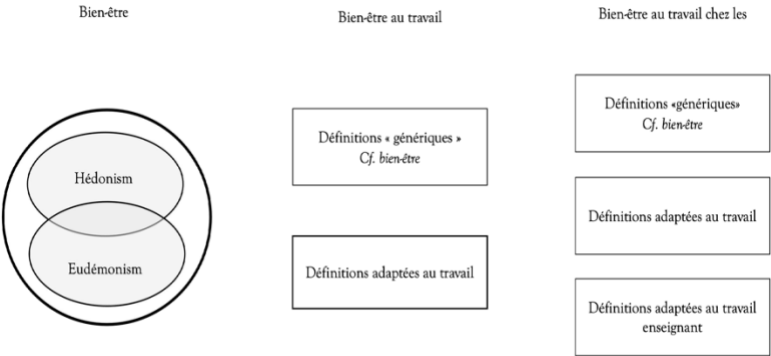 Bien-être
Hédonism
Eudémonism
Bien-être au travail
Définitions « génériques »
Cf. bien-être
Définitions adaptées au travail
Bien-être au travail chez les
Définitions «génériques»
Cf. bien-être
Définitions adaptées au travail
Définitions adaptées au travail
enseignant